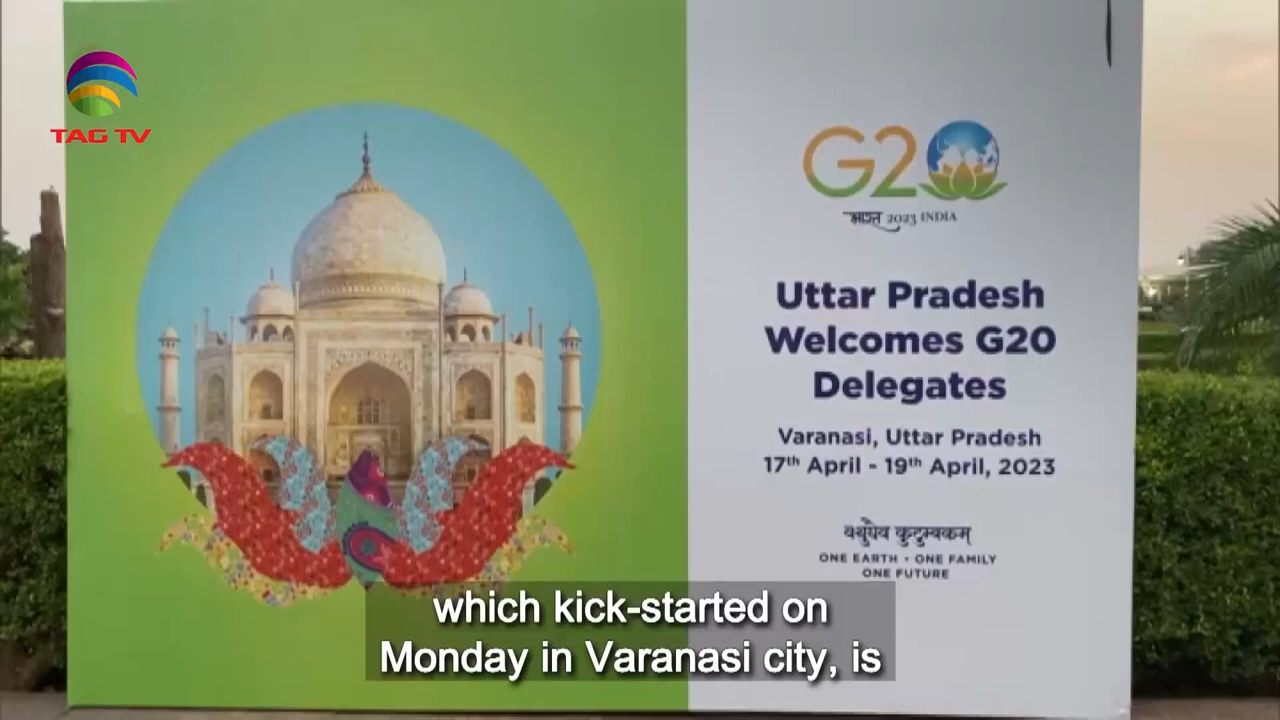 TAG TV
G20
भारत 2023 INDIA
Uttar Pradesh
Welcomes G20
Delegates
Varanasi, Uttar Pradesh
17th April - 19th April, 2023
वसुधैव कुटुम्बकम्
ONE EARTH • ONE FAMILY
ONE FUTURE
which kick-started on
Monday in Varanasi city, is